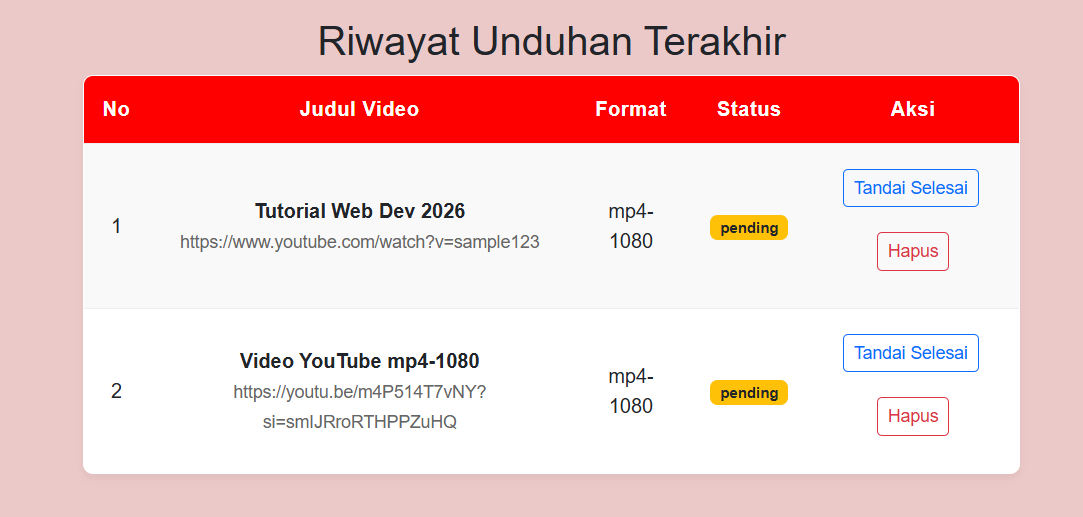 Riwayat Unduhan Terakhir
No Judul Video Format Status Aksi
1 Tutorial Web Dev 2026 https://www.youtube.com/watch?v=sample123 mp4-1080 pending Tandai Selesai Hapus
2 Video YouTube mp4-1080 https://youtu.be/m4P514T7vNY?si=smIJRroRTHPPZuHQ mp4-1080 pending Tandai Selesai Hapus